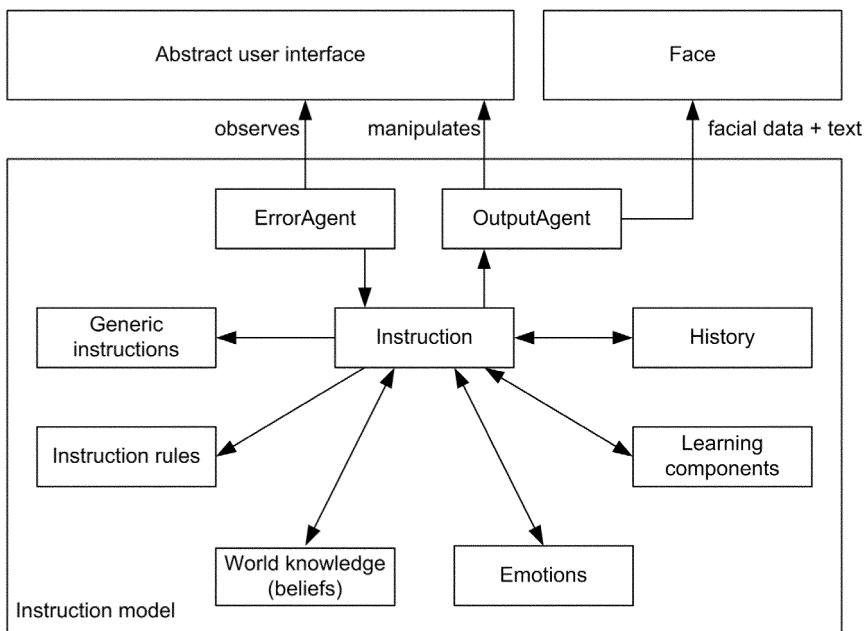 Abstract user interface
Face
observes
manipulates
facial data + text
ErrorAgent
OutputAgent
Generic
instructions
Instruction
History
Instruction rules
Learning
components
World knowledge
(beliefs)
Emotions
Instruction model